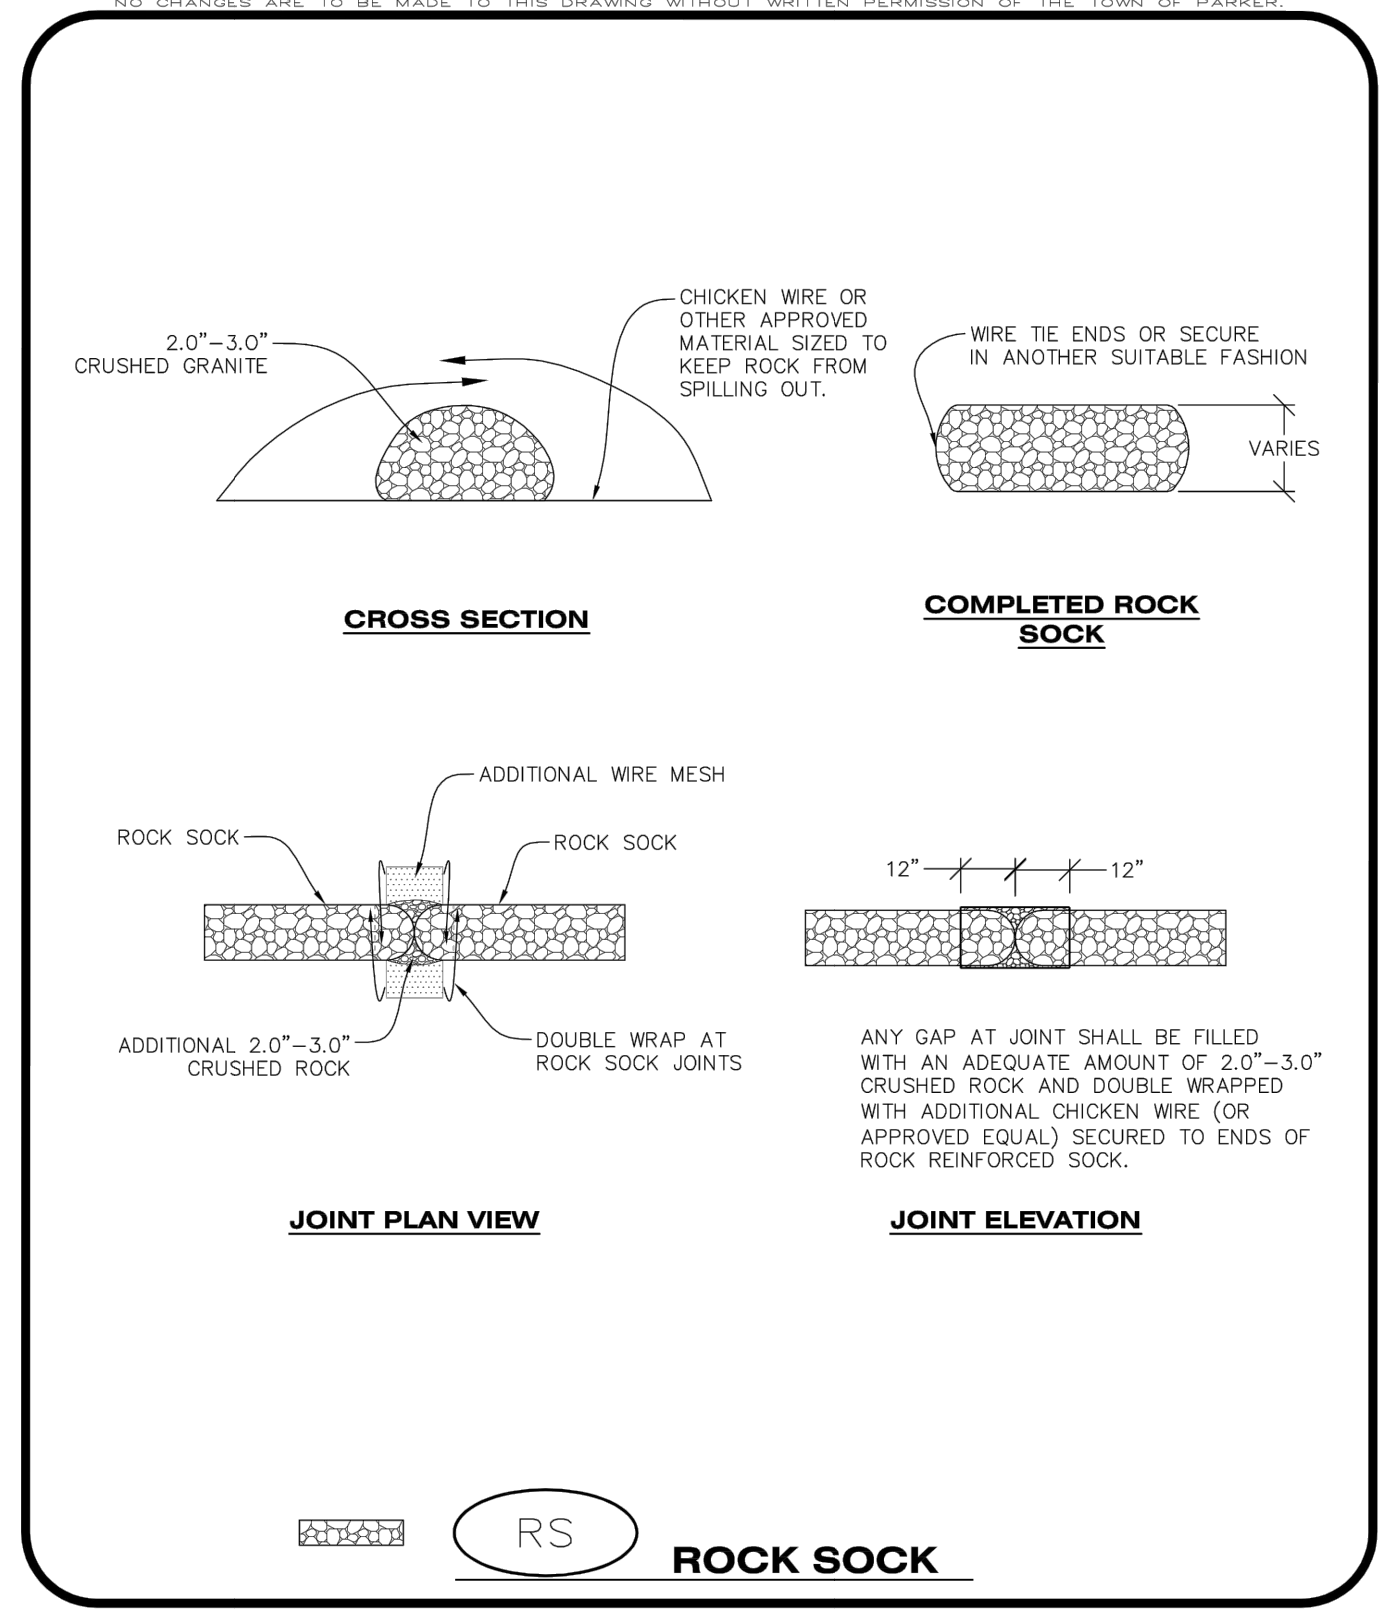 NO CHANGES ARE TO BE MADE TO THIS DRAWING WITHOUT WRITTEN PERMISSION OF THE TOWN OF PARKER.
2.0"–3.0"
CRUSHED GRANITE
CHICKEN WIRE OR
OTHER APPROVED
MATERIAL SIZED TO
KEEP ROCK FROM
SPILLING OUT.
WIRE TIE ENDS OR SECURE
IN ANOTHER SUITABLE FASHION
VARIES
CROSS SECTION
COMPLETED ROCK
SOCK
ADDITIONAL WIRE MESH
ROCK SOCK
ROCK SOCK
ADDITIONAL 2.0"–3.0"
CRUSHED ROCK
DOUBLE WRAP AT
ROCK SOCK JOINTS
12"
12"
ANY GAP AT JOINT SHALL BE FILLED
WITH AN ADEQUATE AMOUNT OF 2.0"–3.0"
CRUSHED ROCK AND DOUBLE WRAPPED
WITH ADDITIONAL CHICKEN WIRE (OR
APPROVED EQUAL) SECURED TO ENDS OF
ROCK REINFORCED SOCK.
JOINT PLAN VIEW
JOINT ELEVATION
RS
ROCK SOCK